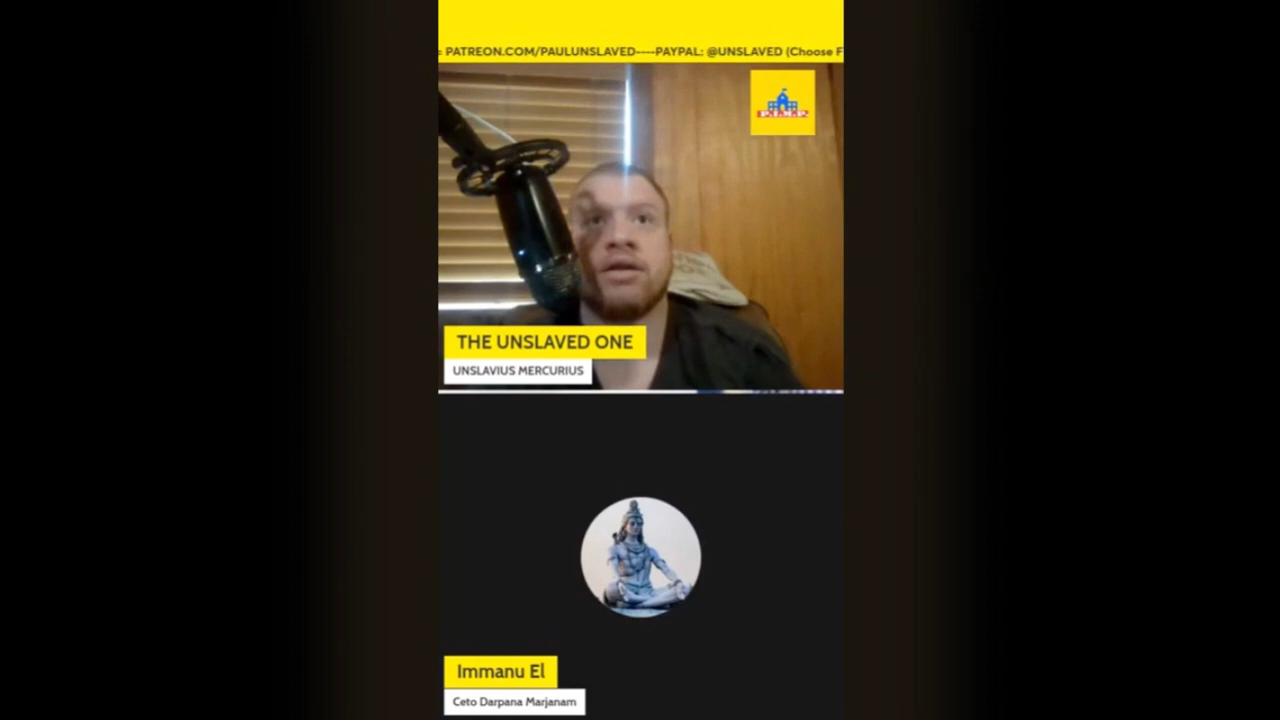 : PATREON.COM/PAULUNSLAVED----PAYPAL: @UNSLAVED (Choose F
P.I.M.P.
THE UNSLAVED ONE
UNSLAVIUS MERCURIUS
Immanu El
Ceto Darpana Marjanam